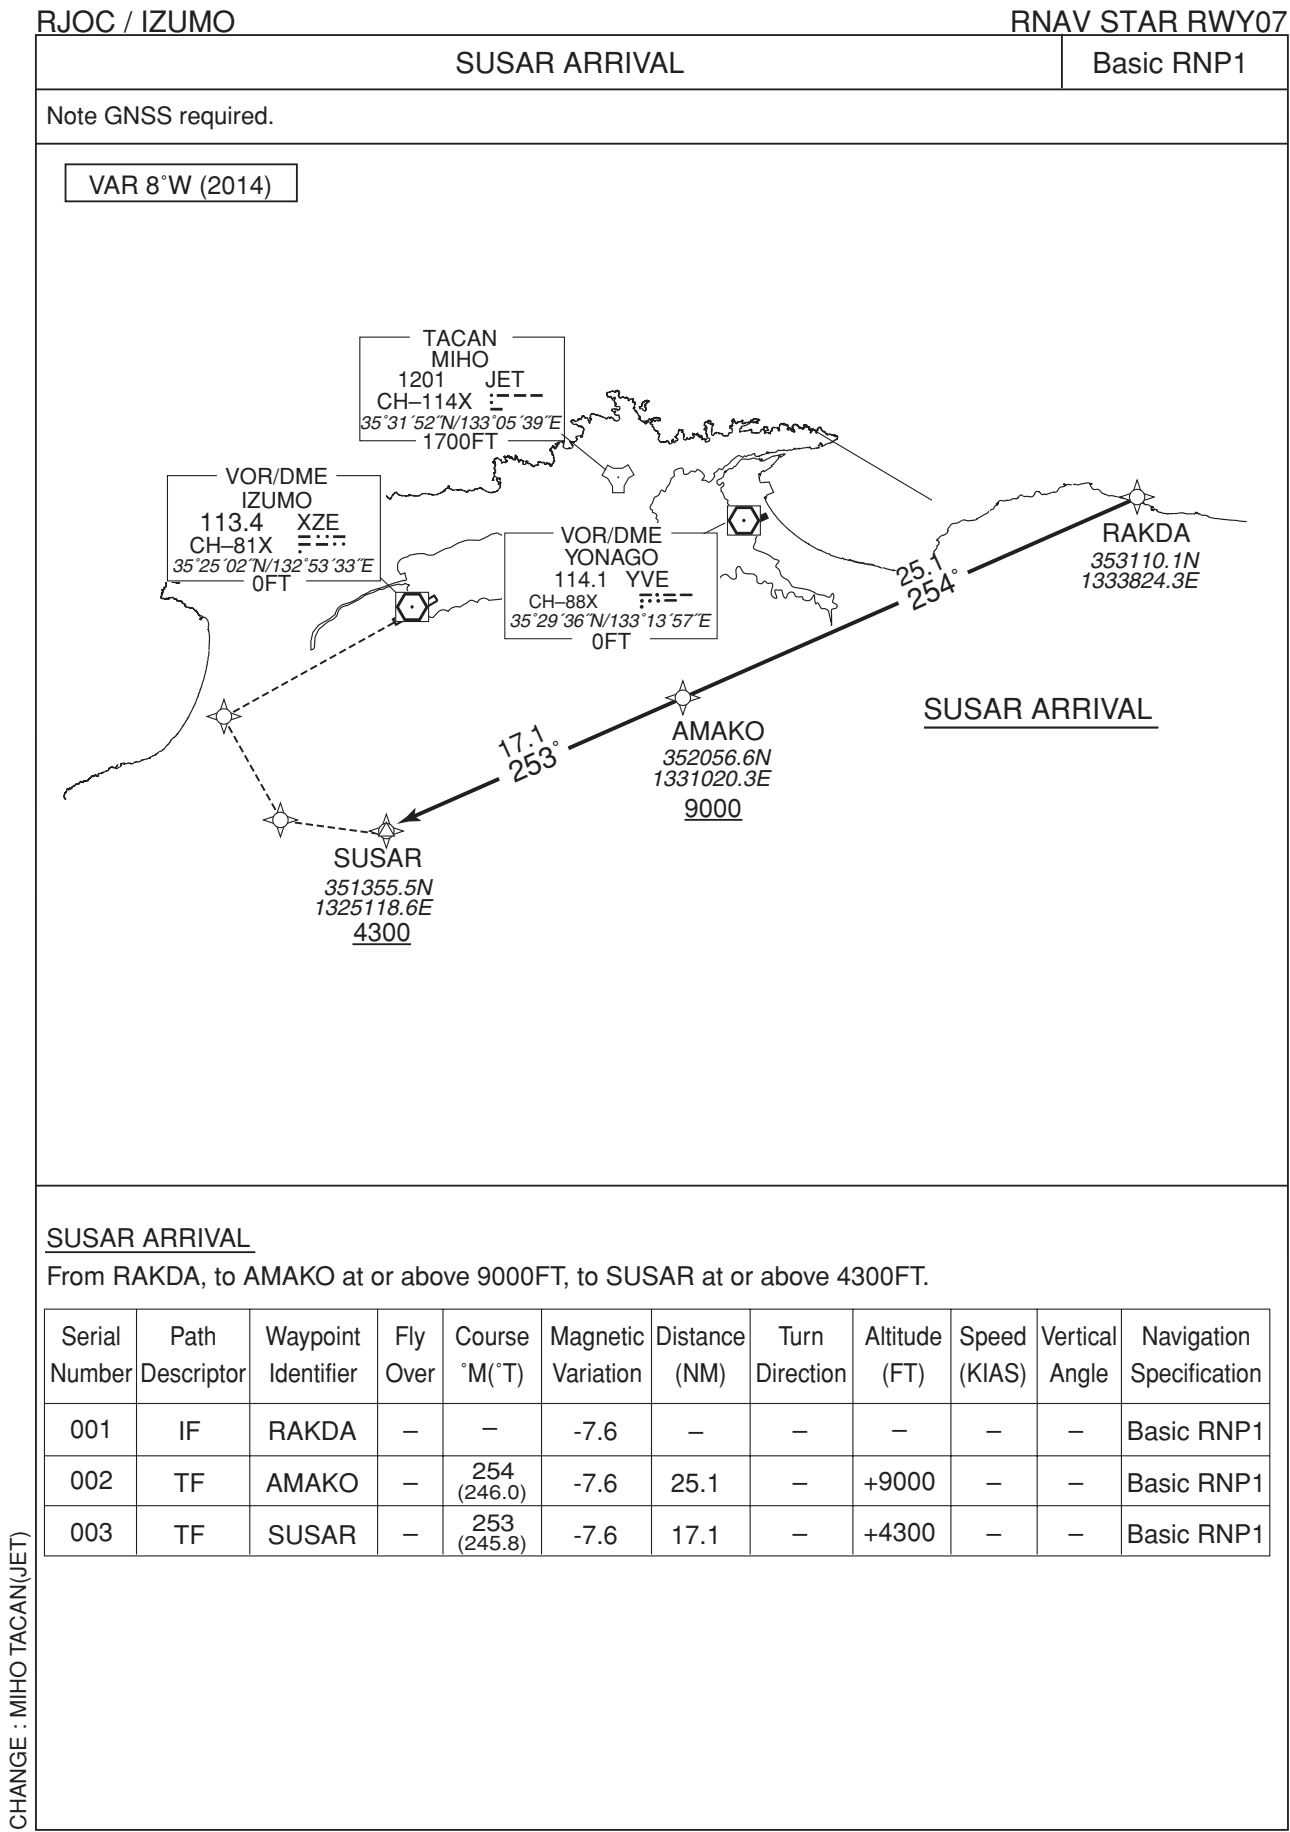 RJOC / IZUMO
RNAV STAR RWY07
SUSAR ARRIVAL
Basic RNP1
Note GNSS required.
VAR 8˚W (2014)
TACAN
MIHO
1201 JET
CH–114X
35˚31´52˝N/133˚05´39˝E
1700FT
VOR/DME
IZUMO
113.4 XZE
CH–81X
35˚25´02˝N/132˚53´33˝E
0FT
VOR/DME
YONAGO
114.1 YVE
CH–88X
35˚29´36˝N/133˚13´57˝E
0FT
RAKDA
353110.1N
1333824.3E
25.1
254˚
SUSAR ARRIVAL
AMAKO
352056.6N
1331020.3E
9000
17.1
253˚
SUSAR
351355.5N
1325118.6E
4300
SUSAR ARRIVAL
From RAKDA, to AMAKO at or above 9000FT, to SUSAR at or above 4300FT.
Serial Number Path Descriptor Waypoint Identifier Fly Over Course ˚M(˚T) Magnetic Variation Distance (NM) Turn Direction Altitude (FT) Speed (KIAS) Vertical Angle Navigation Specification
001 IF RAKDA – – -7.6 – – – – – Basic RNP1
002 TF AMAKO – 254 (246.0) -7.6 25.1 – +9000 – – Basic RNP1
003 TF SUSAR – 253 (245.8) -7.6 17.1 – +4300 – – Basic RNP1
CHANGE : MIHO TACAN(JET)